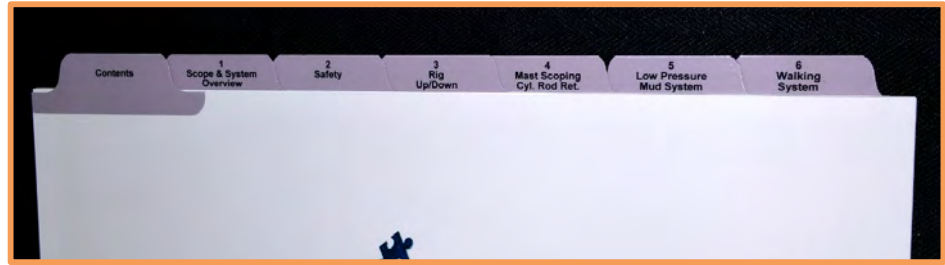 Contents
1
Scope & System
Overview
2
Safety
3
Rig
Up/Down
4
Mast Scoping
Cyl. Rod Ret.
5
Low Pressure
Mud System
6
Walking
System